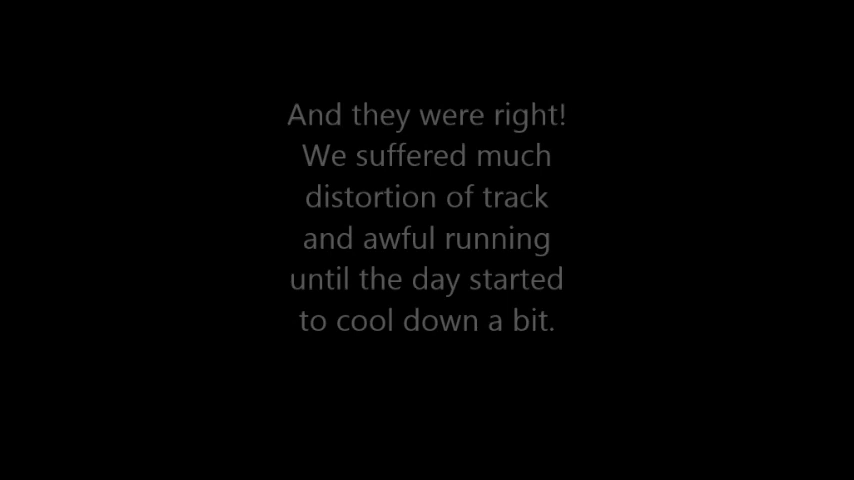 And they were right!
We suffered much
distortion of track
and awful running
until the day started
to cool down a bit.